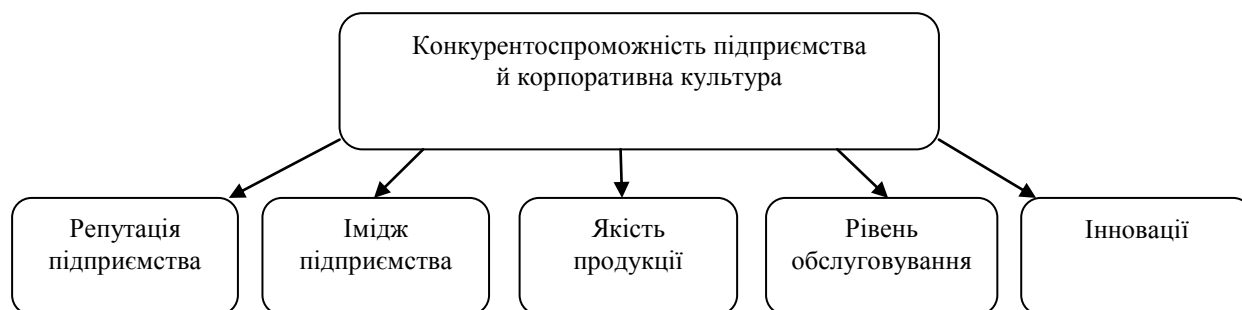 Конкурентоспроможність підприємства
й корпоративна культура
Репутація
підприємства
Імідж
підприємства
Якість
продукції
Рівень
обслуговування
Інновації